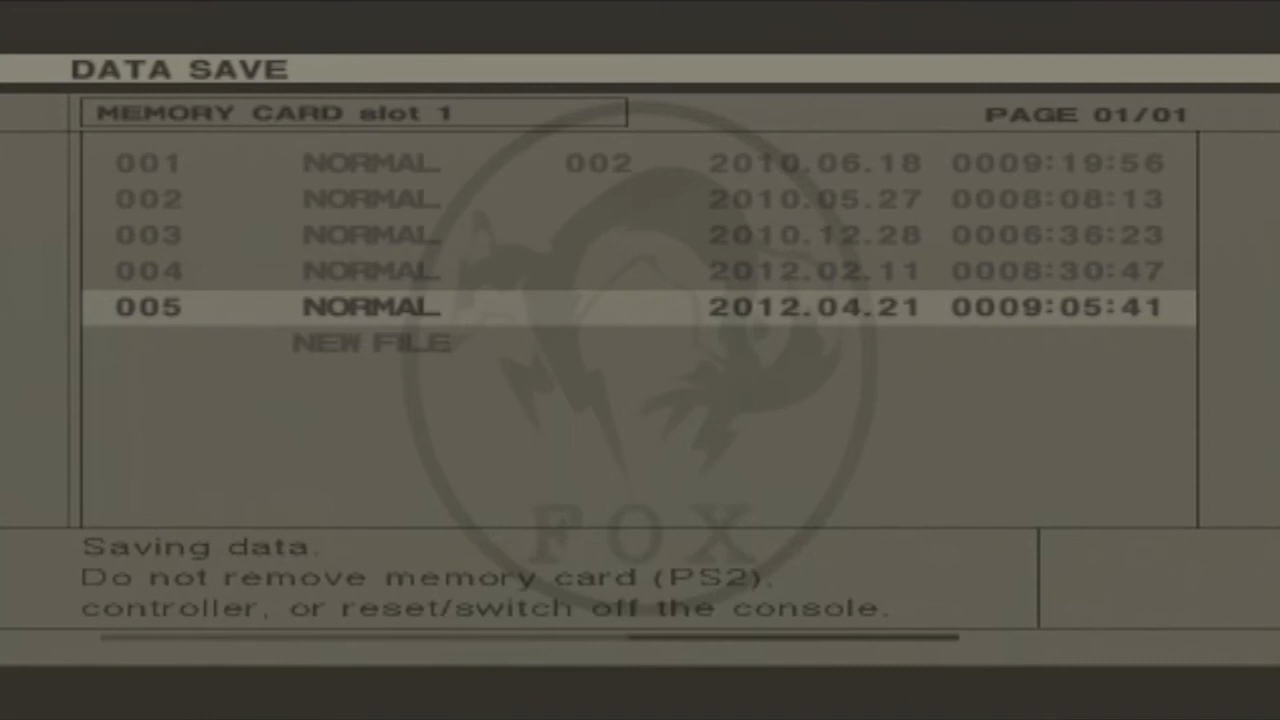 DATA SAVE
MEMORY CARD slot 1 PAGE 01/01
001 NORMAL 002 2010.06.18 0009:19:56
002 NORMAL 2010.05.27 0008:08:13
003 NORMAL 2010.12.28 0006:36:23
004 NORMAL 2012.02.11 0008:30:47
005 NORMAL 2012.04.21 0009:05:41
NEW FILE
FOX
Saving data.
Do not remove memory card (PS2),
controller, or reset/switch off the console.